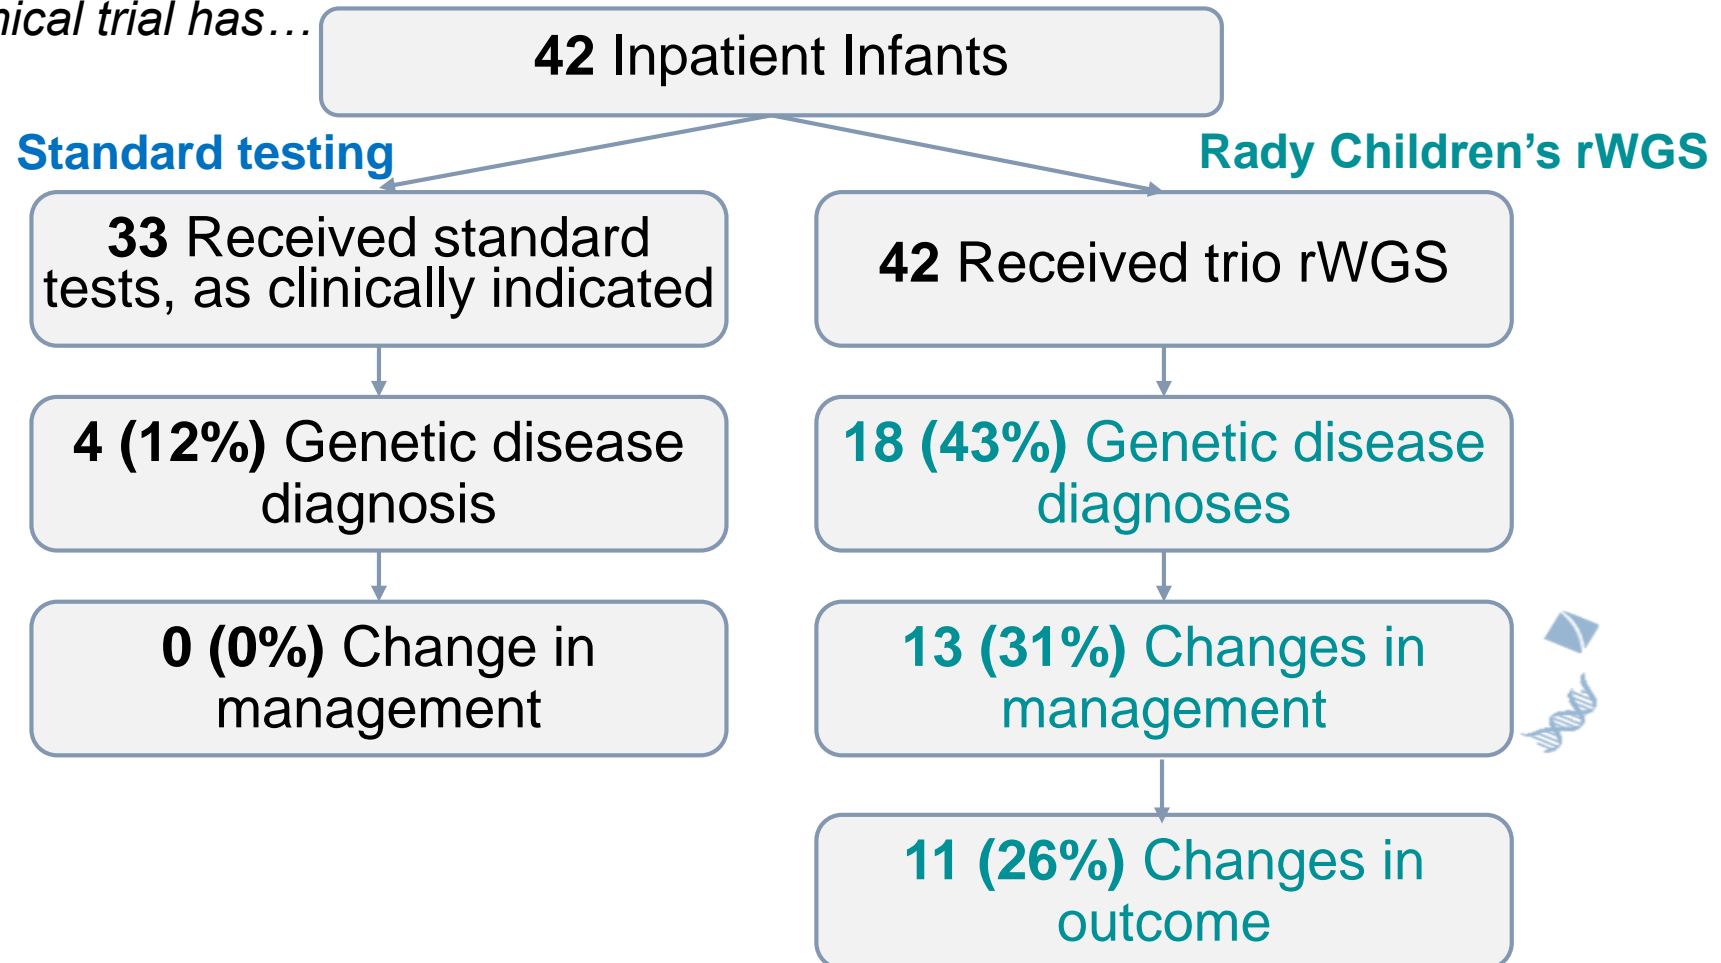 nical trial has…
42 Inpatient Infants
Standard testing
Rady Children’s rWGS
33 Received standard
tests, as clinically indicated
42 Received trio rWGS
4 (12%) Genetic disease
diagnosis
18 (43%) Genetic disease
diagnoses
0 (0%) Change in
management
13 (31%) Changes in
management
11 (26%) Changes in
outcome